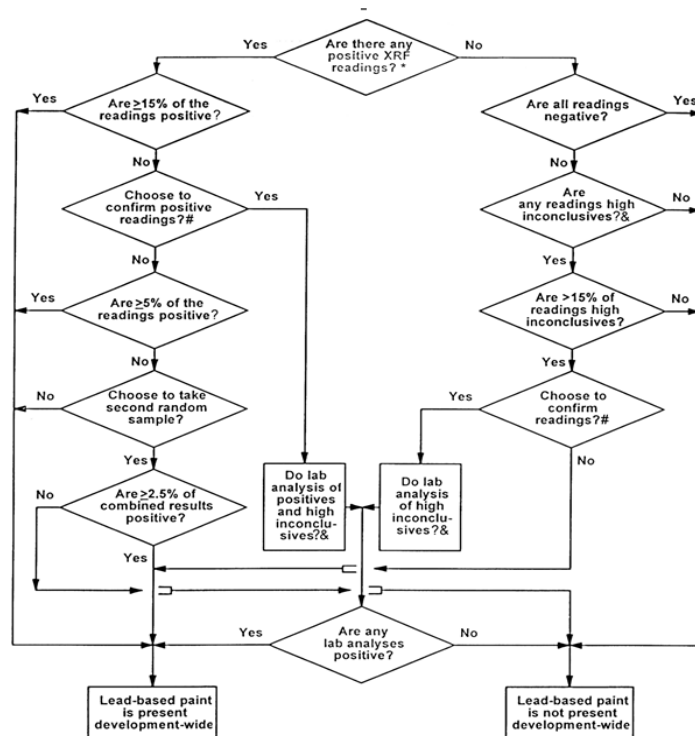 Are there any
positive XRF
readings? *
Yes
No
Are ≥15% of the
readings positive?
Yes
No
Are all readings
negative?
Yes
No
Choose to
confirm positive
readings?#
Yes
No
Are
any readings high
inconclusives?&
No
Yes
Are ≥5% of the
readings positive?
Yes
No
Are >15% of
readings high
inconclusives?
No
Yes
Choose to take
second random
sample?
No
Yes
Choose to
confirm
readings?#
Yes
No
Are ≥2.5% of
combined results
positive?
No
Yes
Do lab
analysis of
positives
and high
inconclu-
sives?&
Do lab
analysis
of high
inconclu-
sives?&
Are any
lab analyses
positive?
Yes
No
Lead-based paint
is present
development-wide
Lead-based paint
is not present
development-wide